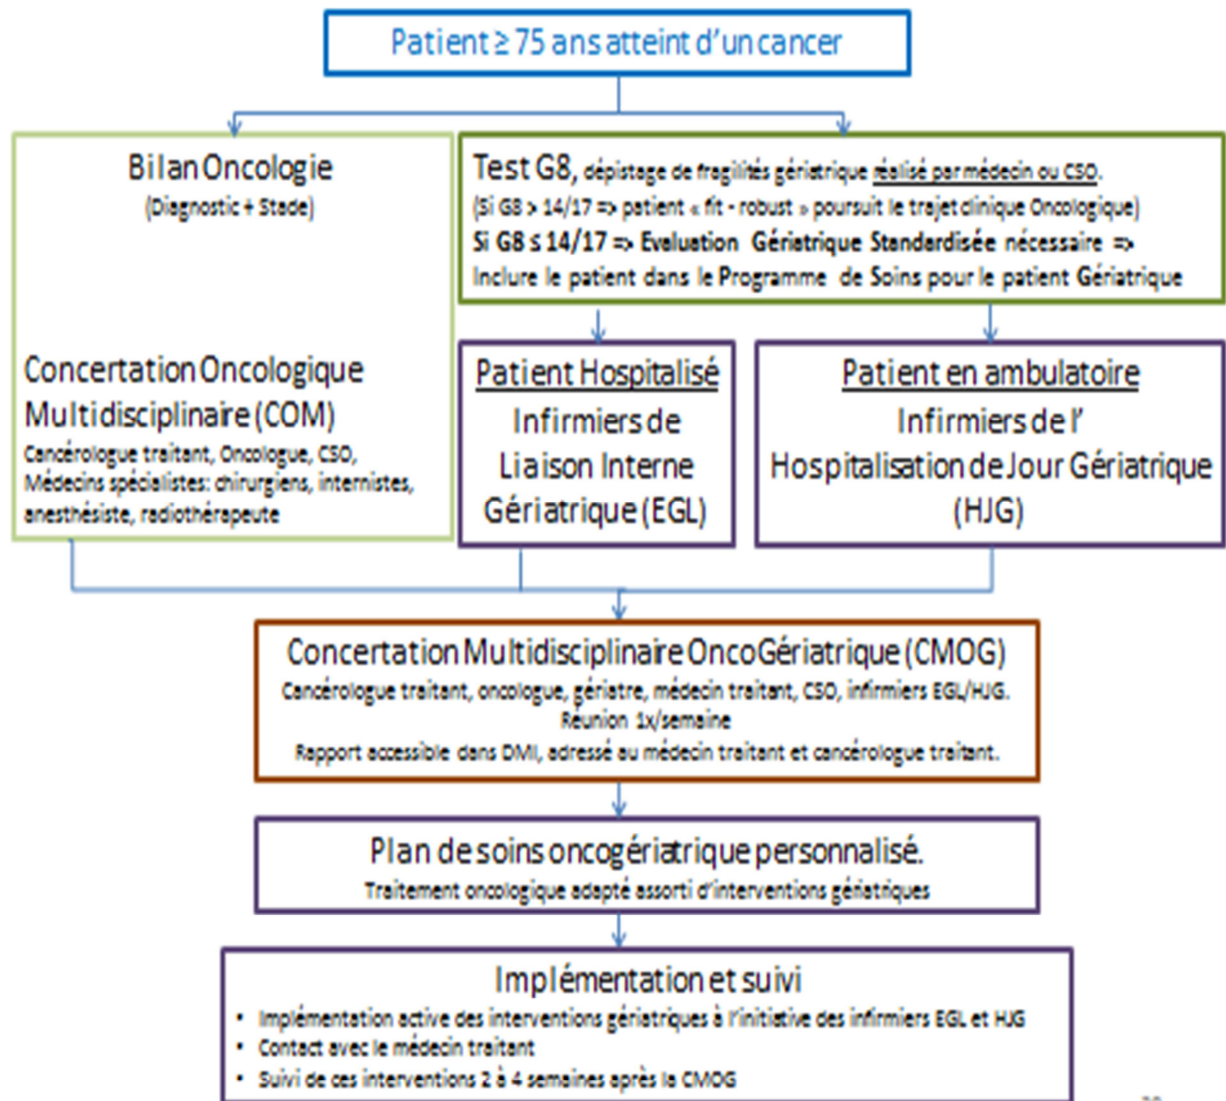 Patient ≥ 75 ans atteint d'un cancer
Bilan Oncologie
(Diagnostic + Stade)
Concertation Oncologique
Multidisciplinaire (COM)
Cancérologue traitant, Oncologue, CSO,
Médecins spécialistes: chirurgiens, internistes,
anesthésiste, radiothérapeute
Test G8, dépistage de fragilités gériatrique réalisé par médecin ou CSO.
(Si G8 > 14/17 => patient « fit - robust » poursuit le trajet clinique Oncologique)
Si G8 ≤ 14/17 => Evaluation Gériatrique Standardisée nécessaire =>
Inclure le patient dans le Programme de Soins pour le patient Gériatrique
Patient Hospitalisé
Infirmiers de
Liaison Interne
Gériatrique (EGL)
Patient en ambulatoire
Infirmiers de l'
Hospitalisation de Jour Gériatrique
(HJG)
Concertation Multidisciplinaire OncoGériatrique (CMOG)
Cancérologue traitant, oncologue, gériatre, médecin traitant, CSO, infirmiers EGL/HJG.
Réunion 1x/semaine
Rapport accessible dans DMI, adressé au médecin traitant et cancérologue traitant.
Plan de soins oncogériatrique personnalisé.
Traitement oncologique adapté assorti d'interventions gériatriques
Implémentation et suivi
• Implémentation active des interventions gériatriques à l'initiative des infirmiers EGL et HJG
• Contact avec le médecin traitant
• Suivi de ces interventions 2 à 4 semaines après la CMOG